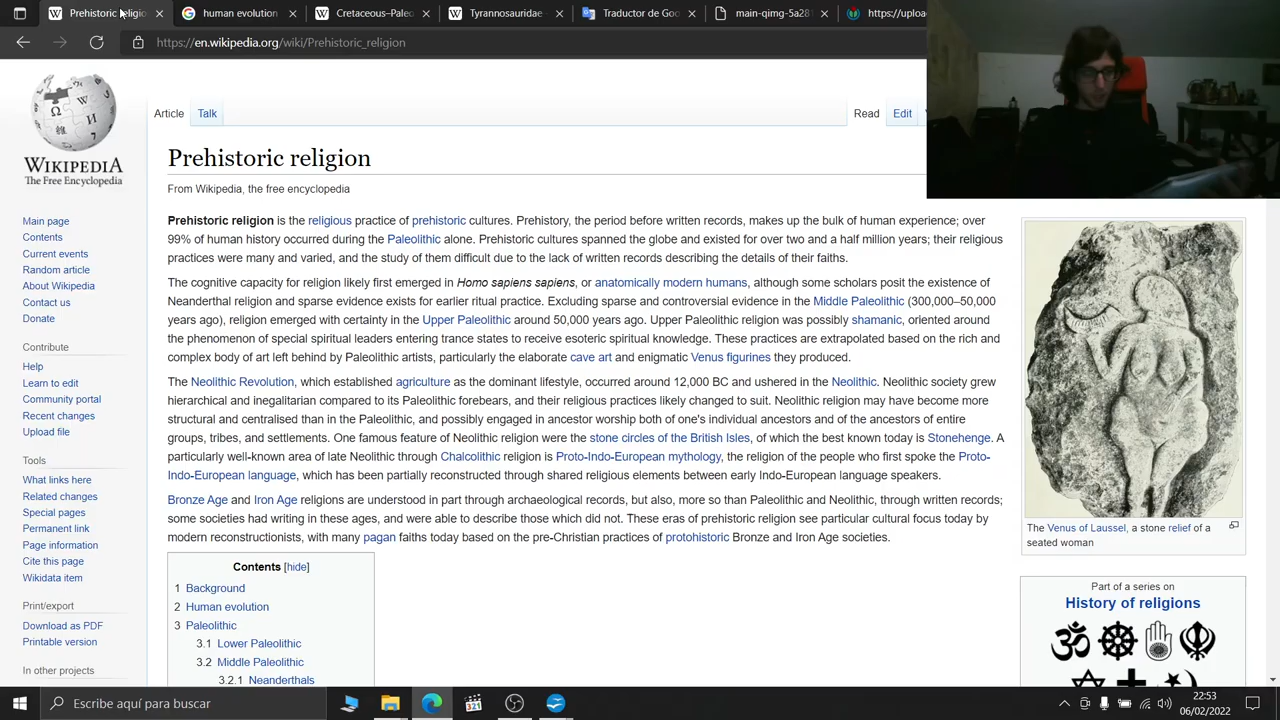 Prehistoric religio
human evolution
Cretaceous–Paleo
Tyrannosauridae
Traductor de Goo
main-qimg-5a281
https://uploa
https://en.wikipedia.org/wiki/Prehistoric_religion
WIKIPEDIA
The Free Encyclopedia
Main page
Contents
Current events
Random article
About Wikipedia
Contact us
Donate
Contribute
Help
Learn to edit
Community portal
Recent changes
Upload file
Tools
What links here
Related changes
Special pages
Permanent link
Page information
Cite this page
Wikidata item
Print/export
Download as PDF
Printable version
In other projects
Article Talk
Read Edit
Prehistoric religion
From Wikipedia, the free encyclopedia
Prehistoric religion is the religious practice of prehistoric cultures. Prehistory, the period before written records, makes up the bulk of human experience; over
99% of human history occurred during the Paleolithic alone. Prehistoric cultures spanned the globe and existed for over two and a half million years; their religious
practices were many and varied, and the study of them difficult due to the lack of written records describing the details of their faiths.
The cognitive capacity for religion likely first emerged in Homo sapiens sapiens, or anatomically modern humans, although some scholars posit the existence of
Neanderthal religion and sparse evidence exists for earlier ritual practice. Excluding sparse and controversial evidence in the Middle Paleolithic (300,000–50,000
years ago), religion emerged with certainty in the Upper Paleolithic around 50,000 years ago. Upper Paleolithic religion was possibly shamanic, oriented around
the phenomenon of special spiritual leaders entering trance states to receive esoteric spiritual knowledge. These practices are extrapolated based on the rich and
complex body of art left behind by Paleolithic artists, particularly the elaborate cave art and enigmatic Venus figurines they produced.
The Neolithic Revolution, which established agriculture as the dominant lifestyle, occurred around 12,000 BC and ushered in the Neolithic. Neolithic society grew
hierarchical and inegalitarian compared to its Paleolithic forebears, and their religious practices likely changed to suit. Neolithic religion may have become more
structural and centralised than in the Paleolithic, and possibly engaged in ancestor worship both of one's individual ancestors and of the ancestors of entire
groups, tribes, and settlements. One famous feature of Neolithic religion were the stone circles of the British Isles, of which the best known today is Stonehenge. A
particularly well-known area of late Neolithic through Chalcolithic religion is Proto-Indo-European mythology, the religion of the people who first spoke the Proto-
Indo-European language, which has been partially reconstructed through shared religious elements between early Indo-European language speakers.
Bronze Age and Iron Age religions are understood in part through archaeological records, but also, more so than Paleolithic and Neolithic, through written records;
some societies had writing in these ages, and were able to describe those which did not. These eras of prehistoric religion see particular cultural focus today by
modern reconstructionists, with many pagan faiths today based on the pre-Christian practices of protohistoric Bronze and Iron Age societies.
Contents [hide]
1 Background
2 Human evolution
3 Paleolithic
3.1 Lower Paleolithic
3.2 Middle Paleolithic
3.2.1 Neanderthals
The Venus of Laussel, a stone relief of a
seated woman
Part of a series on
History of religions
Escribe aquí para buscar
321
22:53
06/02/2022